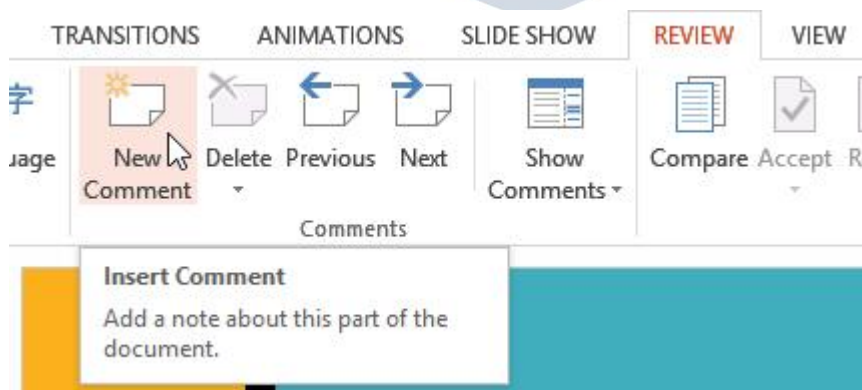 TRANSITIONS ANIMATIONS SLIDE SHOW REVIEW VIEW
字
uage New Comment Delete Previous Next Show Comments Compare Accept R
Comments
Insert Comment
Add a note about this part of the
document.